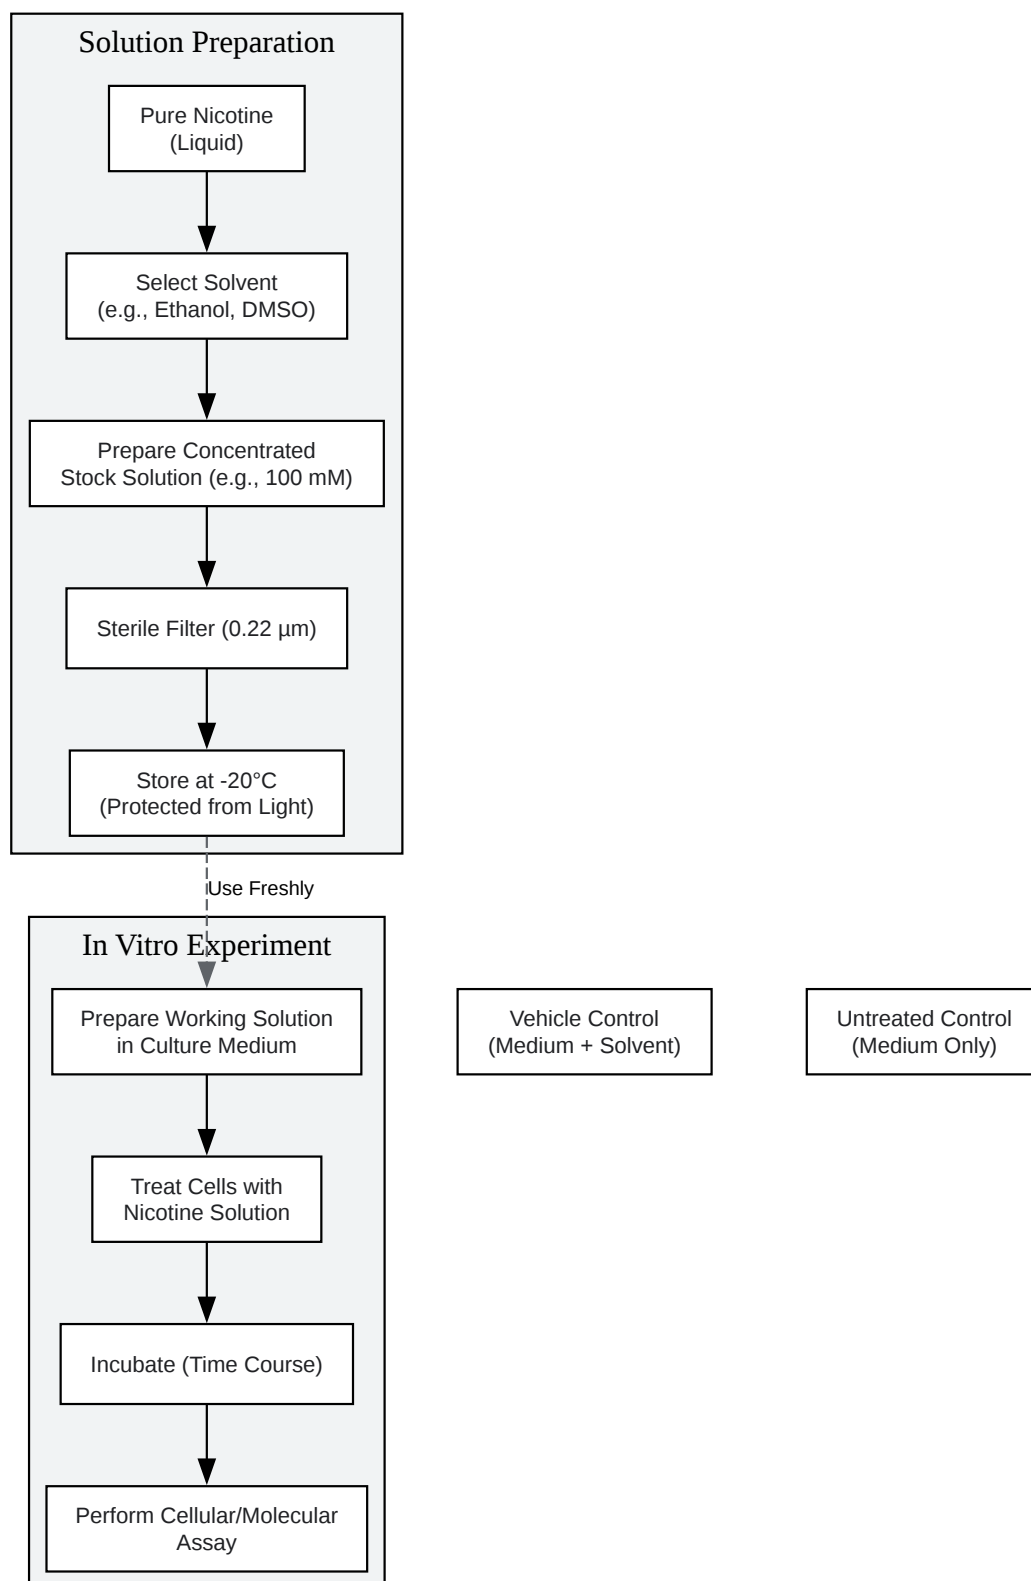 Solution Preparation
Pure Nicotine
(Liquid)
Select Solvent
(e.g., Ethanol, DMSO)
Prepare Concentrated
Stock Solution (e.g., 100 mM)
Sterile Filter (0.22 µm)
Store at -20°C
(Protected from Light)
Use Freshly
In Vitro Experiment
Prepare Working Solution
in Culture Medium
Vehicle Control
(Medium + Solvent)
Untreated Control
(Medium Only)
Treat Cells with
Nicotine Solution
Incubate (Time Course)
Perform Cellular/Molecular
Assay